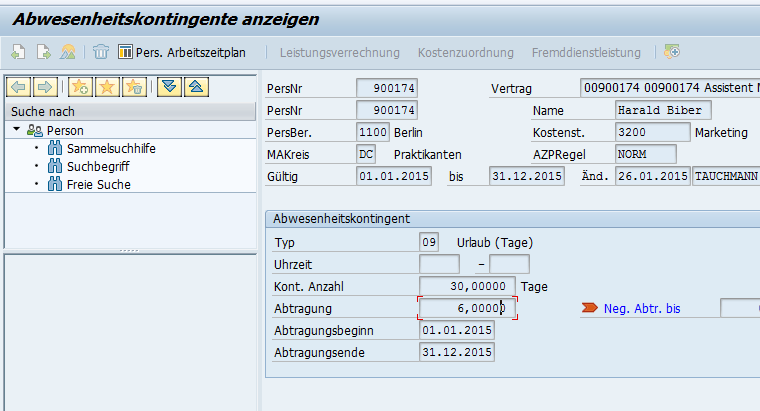 Abwesenheitskontingente anzeigen
Pers. Arbeitszeitplan Leistungsverrechnung Kostenzuordnung Fremddienstleistung
Suche nach
Person
Sammelsuchhilfe
Suchbegriff
Freie Suche
PersNr 900174 Vertrag 00900174 00900174 Assistent
PersNr 900174 Name Harald Biber
PersBer. 1100 Berlin Kostenst. 3200 Marketing
MAKreis DC Praktikanten AZPRegel NORM
Gültig 01.01.2015 bis 31.12.2015 Änd. 26.01.2015 TAUCHMANN
Abwesenheitskontingent
Typ 09 Urlaub (Tage)
Uhrzeit –
Kont. Anzahl 30,00000 Tage
Abtragung 6,00000 Neg. Abtr. bis
Abtragungsbeginn 01.01.2015
Abtragungsende 31.12.2015